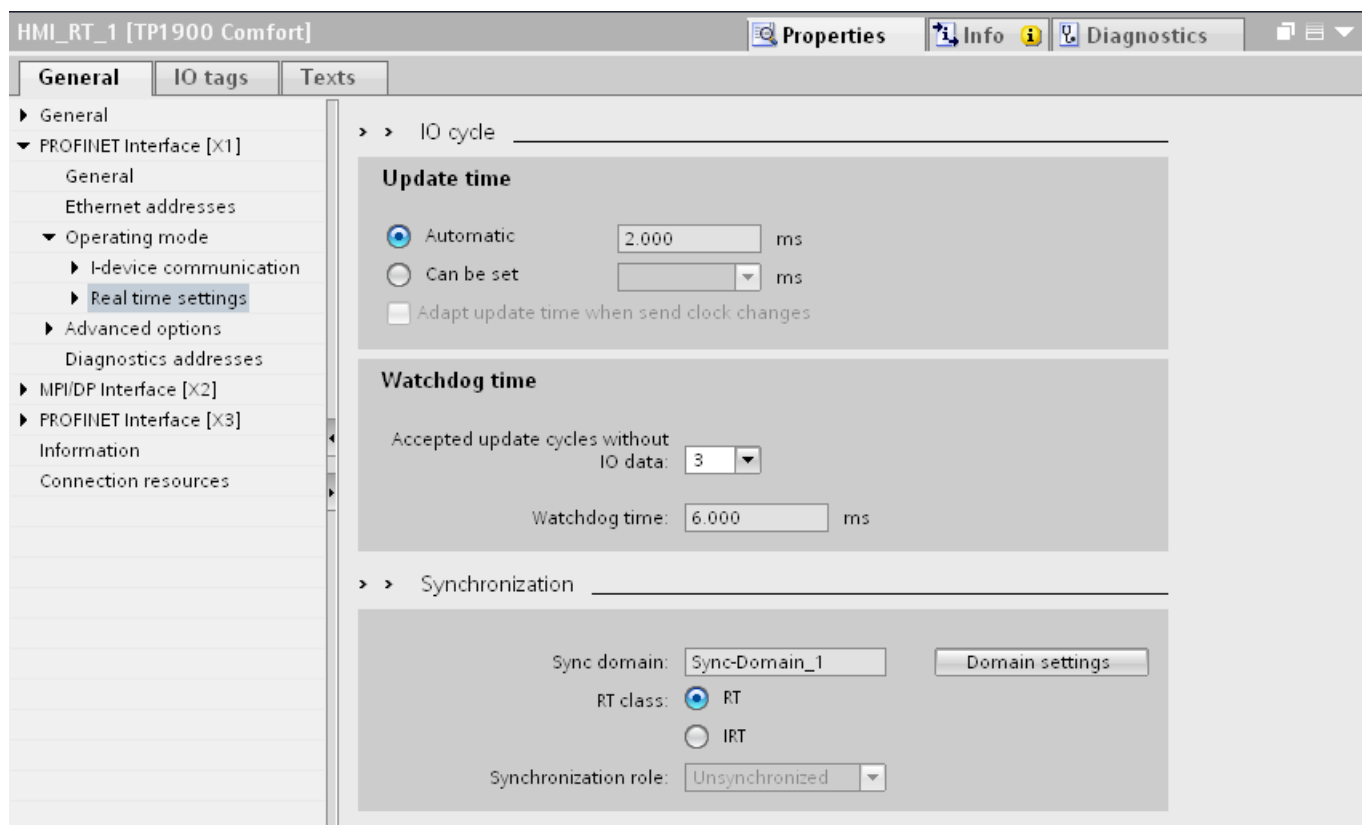 HMI_RT_1 [TP1900 Comfort]
Properties
Info
Diagnostics
General
IO tags
Texts
General
PROFINET Interface [X1]
General
Ethernet addresses
Operating mode
I-device communication
Real time settings
Advanced options
Diagnostics addresses
MPI/DP Interface [X2]
PROFINET Interface [X3]
Information
Connection resources
IO cycle
Update time
Automatic 2.000 ms
Can be set ms
Adapt update time when send clock changes
Watchdog time
Accepted update cycles without
IO data: 3
Watchdog time: 6.000 ms
Synchronization
Sync domain: Sync-Domain_1 Domain settings
RT class: RT
IRT
Synchronization role: Unsynchronized